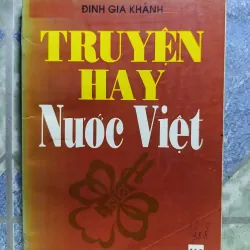 ĐINH GIA KHÁNH
TRUYỆN
HAY
Nước Việt